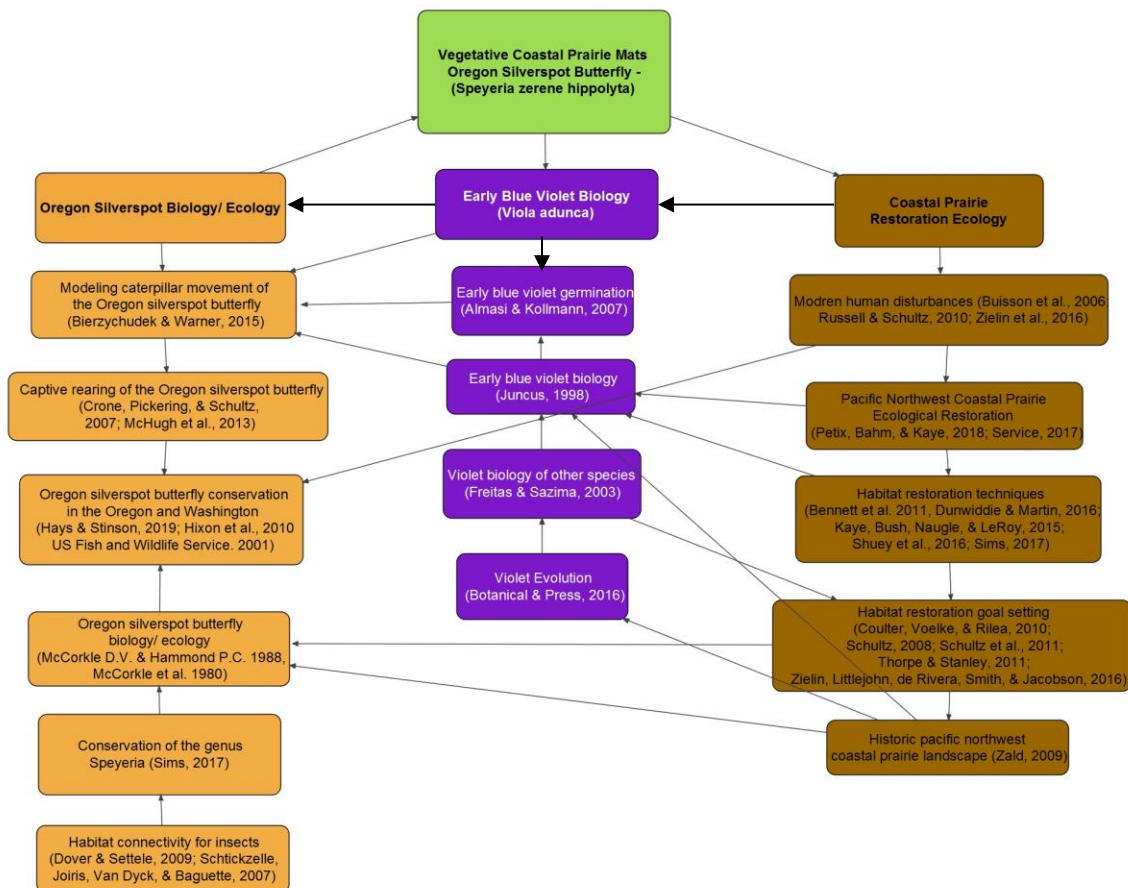 Vegetative Coastal Prairie Mats
Oregon Silverspot Butterfly -
(Speyeria zerene hippolyta)
Oregon Silverspot Biology/ Ecology
Early Blue Violet Biology
(Viola adunca)
Coastal Prairie
Restoration Ecology
Modeling caterpillar movement of
the Oregon silverspot butterfly
(Bierzychudek & Warner, 2015)
Captive rearing of the Oregon silverspot butterfly
(Crone, Pickering, & Schultz,
2007; McHugh et al., 2013)
Oregon silverspot butterfly conservation
in the Oregon and Washington
(Hays & Stinson, 2019; Hixon et al., 2010
US Fish and Wildlife Service. 2001)
Oregon silverspot butterfly
biology/ ecology
(McCorkle D.V. & Hammond P.C. 1988,
McCorkle et al. 1980)
Conservation of the genus
Speyeria (Sims, 2017)
Habitat connectivity for insects
(Dover & Settele, 2009; Schtickzelle,
Joiris, Van Dyck, & Baguette, 2007)
Early blue violet germination
(Almasi & Kollmann, 2007)
Early blue violet biology
(Juncus, 1998)
Violet biology of other species
(Freitas & Sazima, 2003)
Violet Evolution
(Botanical & Press, 2016)
Modren human disturbances (Buisson et al., 2006;
Russell & Schultz, 2010; Zielin et al., 2016)
Pacific Northwest Coastal Prairie
Ecological Restoration
(Petix, Bahm, & Kaye, 2018; Service, 2017)
Habitat restoration techniques
(Bennett et al. 2011, Dunwiddie & Martin, 2016;
Kaye, Bush, Naugle, & LeRoy, 2015;
Shuey et al., 2016; Sims, 2017)
Habitat restoration goal setting
(Coulter, Voelke, & Rilea, 2010;
Schultz, 2008; Schultz et al., 2011;
Thorpe & Stanley, 2011;
Zielin, Littlejohn, de Rivera, Smith, & Jacobson, 2016)
Historic pacific northwest
coastal prairie landscape (Zald, 2009)